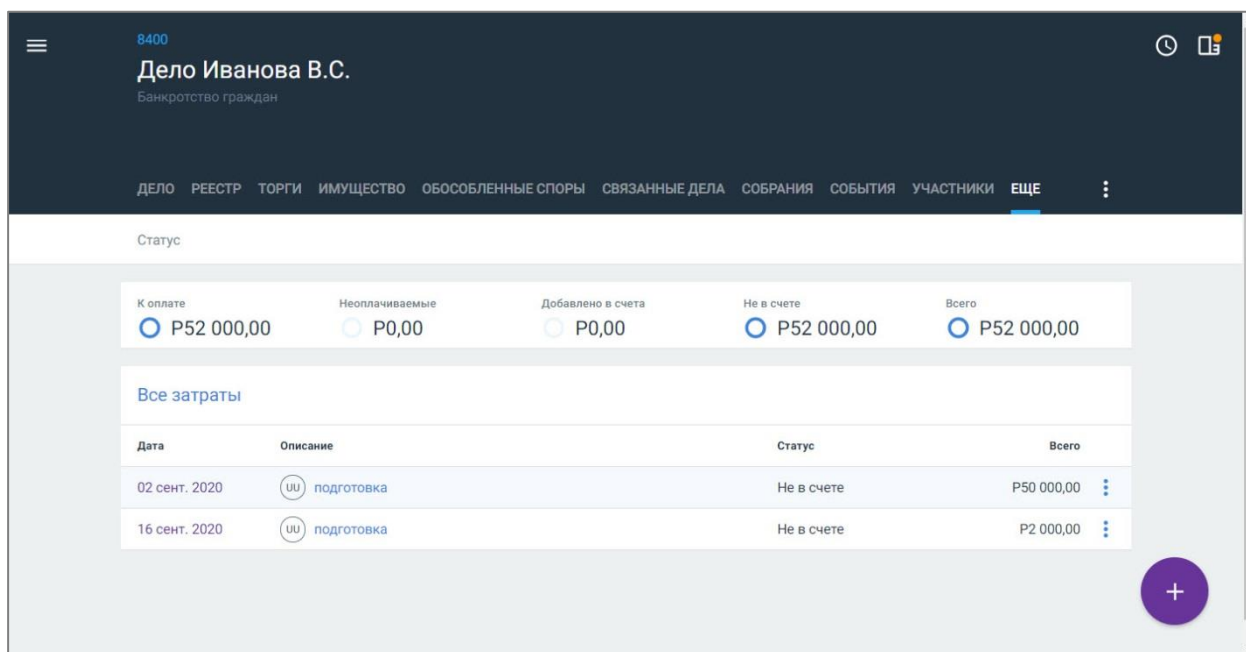 8400
Дело Иванова В.С.
Банкротство граждан
ДЕЛО РЕЕСТР ТОРГИ ИМУЩЕСТВО ОБОСОБЛЕННЫЕ СПОРЫ СВЯЗАННЫЕ ДЕЛА СОБРАНИЯ СОБЫТИЯ УЧАСТНИКИ ЕЩЕ
Статус
К оплате Неоплачиваемые Добавлено в счета Не в счете Всего
Р52 000,00 Р0,00 Р0,00 Р52 000,00 Р52 000,00
Все затраты
Дата Описание Статус Всего
02 сент. 2020 UU подготовка Не в счете Р50 000,00
16 сент. 2020 UU подготовка Не в счете Р2 000,00